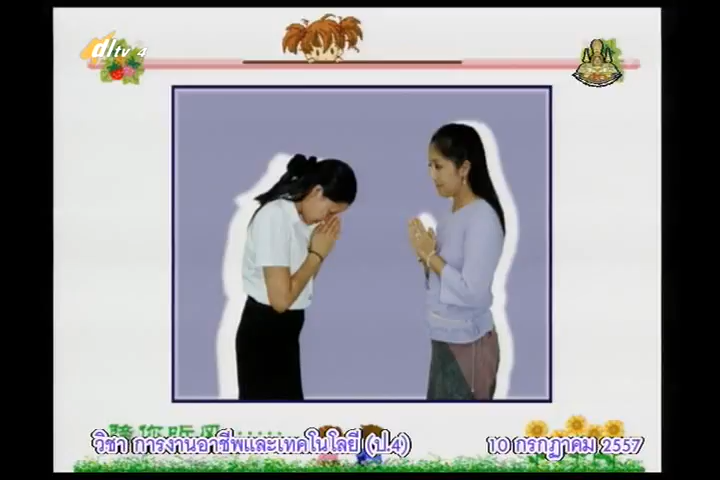 dltv 4
วิชา การงานอาชีพและเทคโนโลยี (ป.4) 10 กรกฎาคม 2557